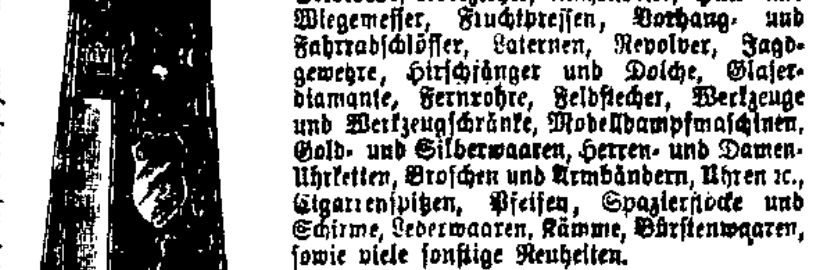 Wiegemesser, Fruchtpressen, Vorhang- und
Fahrradschlösser, Laternen, Revolver, Jagd-
gewehre, Hirschfänger und Dolche, Glaser-
diamante, Fernrohre, Feldstecher, Werkzeuge
und Werkzeugschränke, Modelldampfmaschinen,
Gold- und Silberwaaren, Herren- und Damen-
Uhrketten, Broschen und Armbändern, Uhren ꝛc.,
Cigarrenspitzen, Pfeifen, Spazierstöcke und
Schirme, Lederwaaren, Kämme, Bürstenwaaren,
sowie viele sonstige Neuheiten.